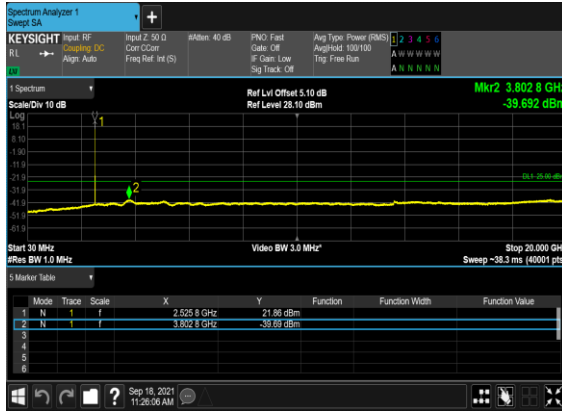 Spectrum Analyzer 1
Swept SA
+
KEYSIGHT Input: RF Input Z: 50 Ω #Atten: 40 dB PNO: Fast Avg Type: Power (RMS) 1 2 3 4 5 6
RL Coupling: DC Corr CCorr Gate: Off Avg|Hold: 100/100 A W W W W W
Align: Auto Freq Ref: Int (S) IF Gain: Low Trig: Free Run
Sig Track: Off A N N N N N
1 Spectrum Ref Lvl Offset 5.10 dB Mkr2 3.802 8 GHz
Scale/Div 10 dB Ref Level 28.10 dBm -39.692 dBm
Log
18.1
8.10
-1.90
-11.9
-21.9
-31.9
-41.9
-51.9
-61.9
1
2
DL1 -25.00 dBm
Start 30 MHz Video BW 3.0 MHz* Stop 20.000 GHz
#Res BW 1.0 MHz Sweep ~38.3 ms (40001 pts)
5 Marker Table
Mode Trace Scale X Y Function Function Width Function Value
1 N 1 f 2.525 8 GHz 21.86 dBm
2 N 1 f 3.802 8 GHz -39.69 dBm
3
4
5
6
? Sep 18, 2021
11:26:06 AM